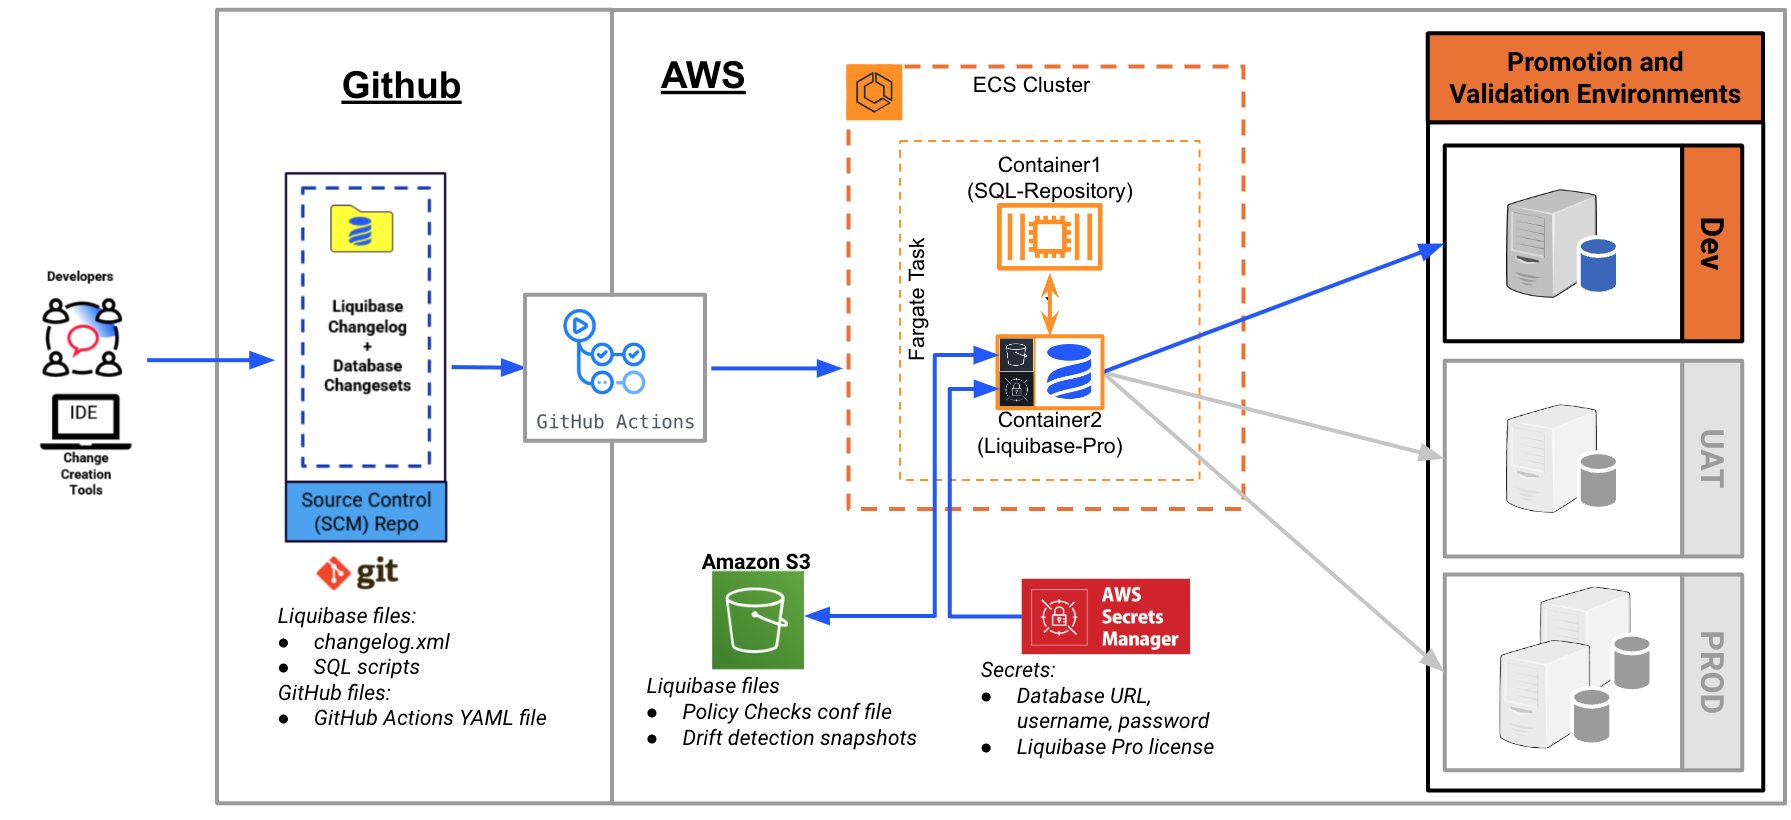 Github
AWS
Developers
IDE
Change
Creation
Tools
Liquibase
Changelog
+
Database
Changesets
Source Control
(SCM) Repo
git
Liquibase files:
● changelog.xml
● SQL scripts
GitHub files:
● GitHub Actions YAML file
GitHub Actions
ECS Cluster
Fargate Task
Container1
(SQL-Repository)
Container2
(Liquibase-Pro)
Amazon S3
Liquibase files
● Policy Checks conf file
● Drift detection snapshots
AWS
Secrets
Manager
Secrets:
● Database URL,
username, password
● Liquibase Pro license
Promotion and
Validation Environments
Dev
UAT
PROD